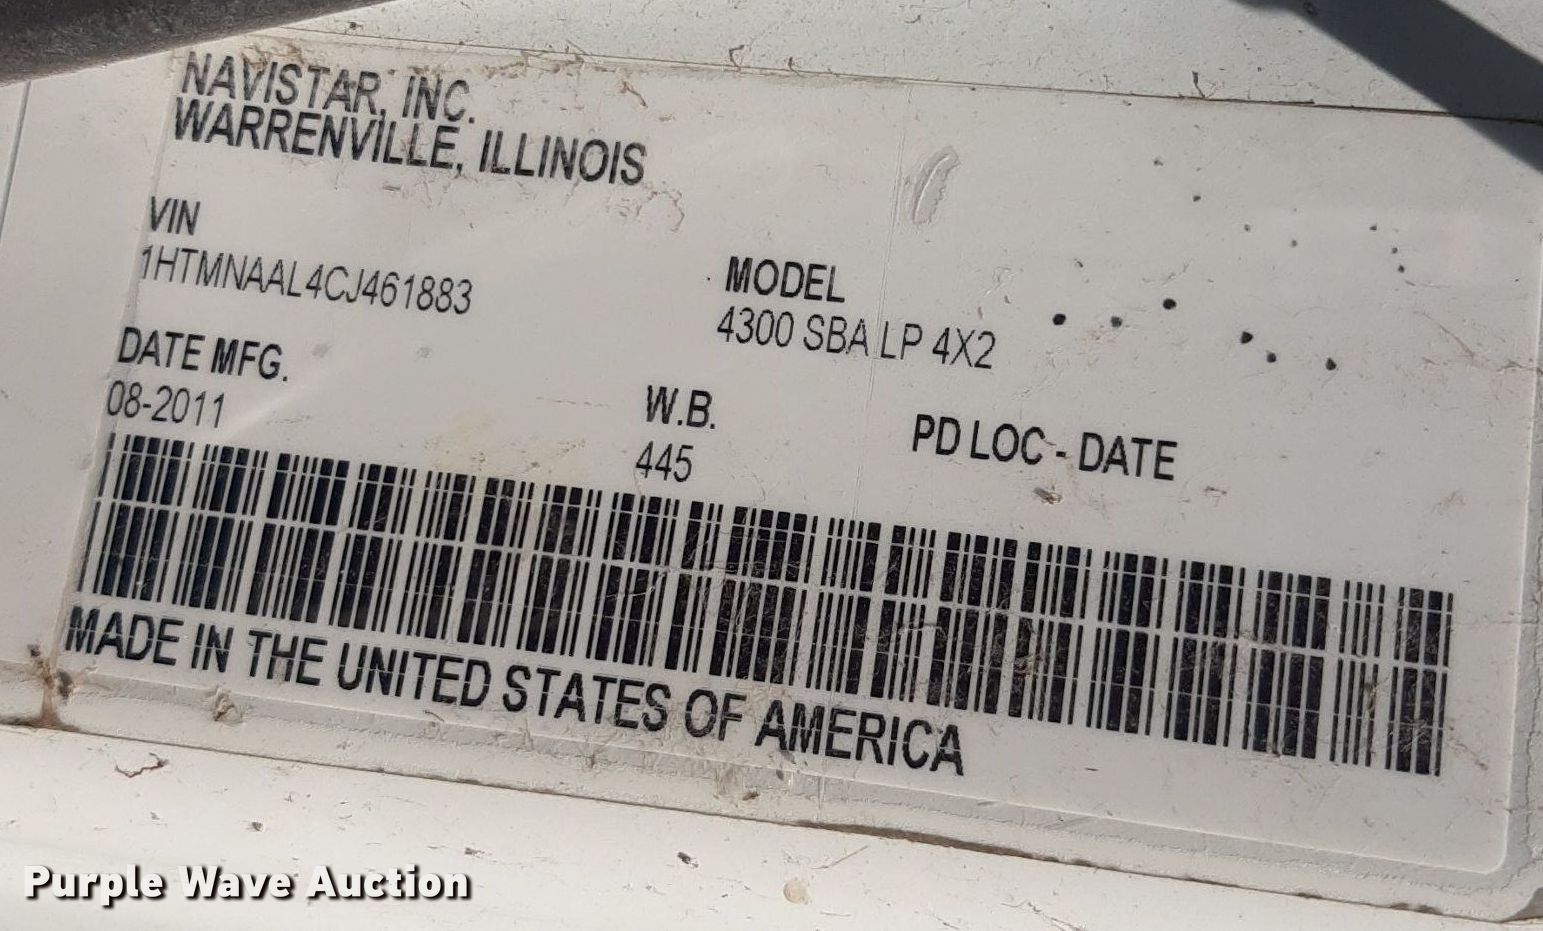 NAVISTAR, INC.
WARRENVILLE, ILLINOIS
VIN
1HTMNAAL4CJ461883
MODEL
4300 SBA LP 4X2
DATE MFG.
08-2011
W.B.
445
PD LOC - DATE
MADE IN THE UNITED STATES OF AMERICA
Purple Wave Auction